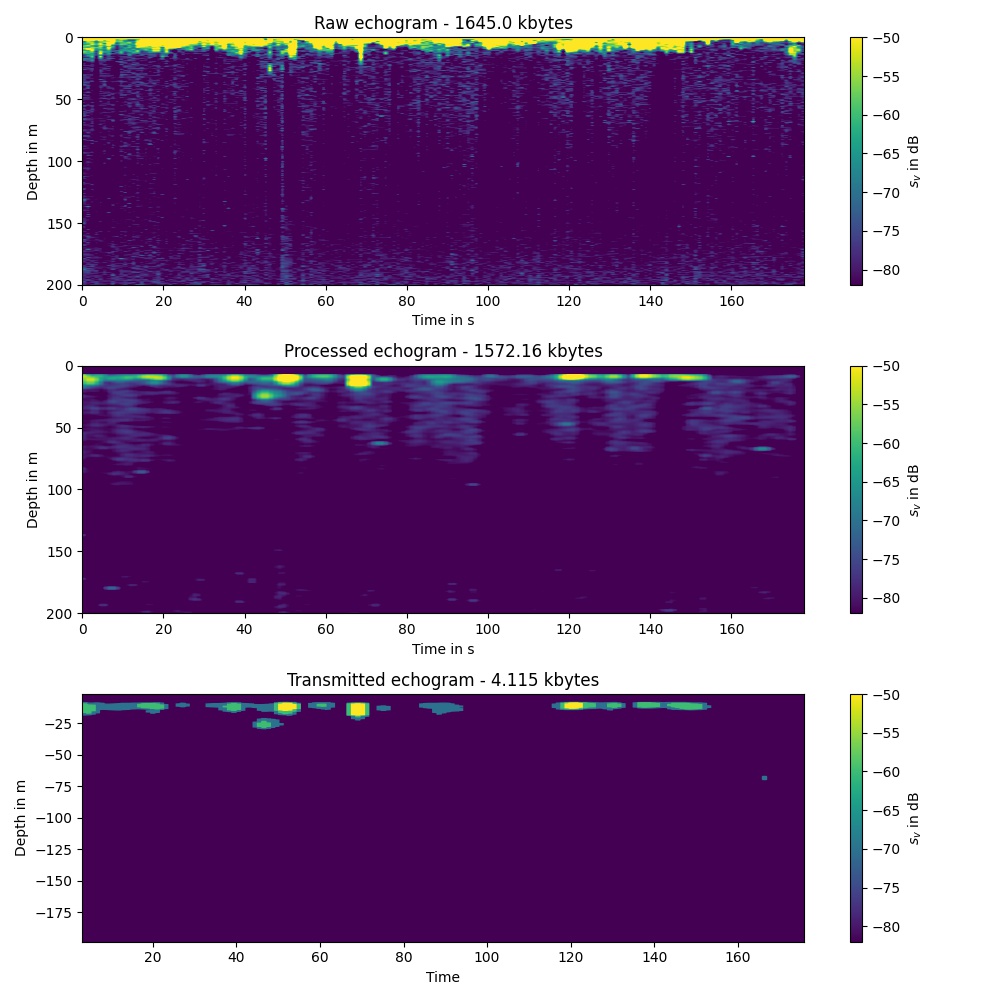 Raw echogram - 1645.0 kbytes
0
50
100
150
200
Depth in m
0 20 40 60 80 100 120 140 160
Time in s
−50
−55
−60
−65
−70
−75
−80
s_v in dB
Processed echogram - 1572.16 kbytes
0
50
100
150
200
Depth in m
0 20 40 60 80 100 120 140 160
Time in s
−50
−55
−60
−65
−70
−75
−80
s_v in dB
Transmitted echogram - 4.115 kbytes
−25
−50
−75
−100
−125
−150
−175
Depth in m
20 40 60 80 100 120 140 160
Time
−50
−55
−60
−65
−70
−75
−80
s_v in dB